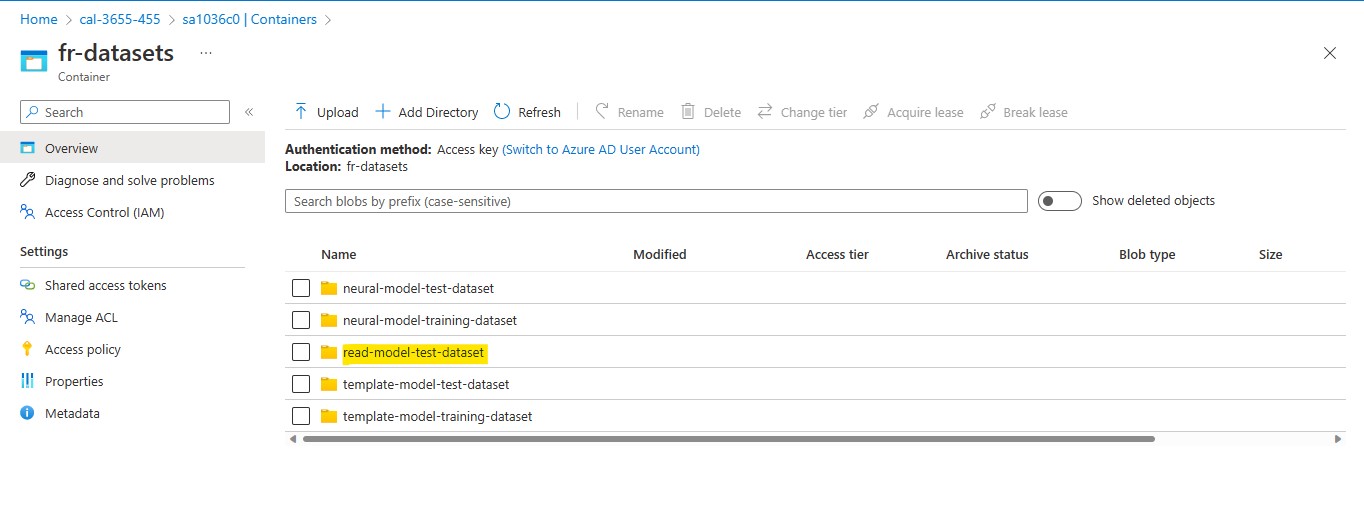 Home > cal-3655-455 > sa1036c0 | Containers >
fr-datasets ...
Container
Search
«
Upload Add Directory Refresh Rename Delete Change tier Acquire lease Break lease
Overview
Diagnose and solve problems
Access Control (IAM)
Settings
Shared access tokens
Manage ACL
Access policy
Properties
Metadata
Authentication method: Access key (Switch to Azure AD User Account)
Location: fr-datasets
Search blobs by prefix (case-sensitive)
Show deleted objects
Name Modified Access tier Archive status Blob type Size
neural-model-test-dataset
neural-model-training-dataset
read-model-test-dataset
template-model-test-dataset
template-model-training-dataset